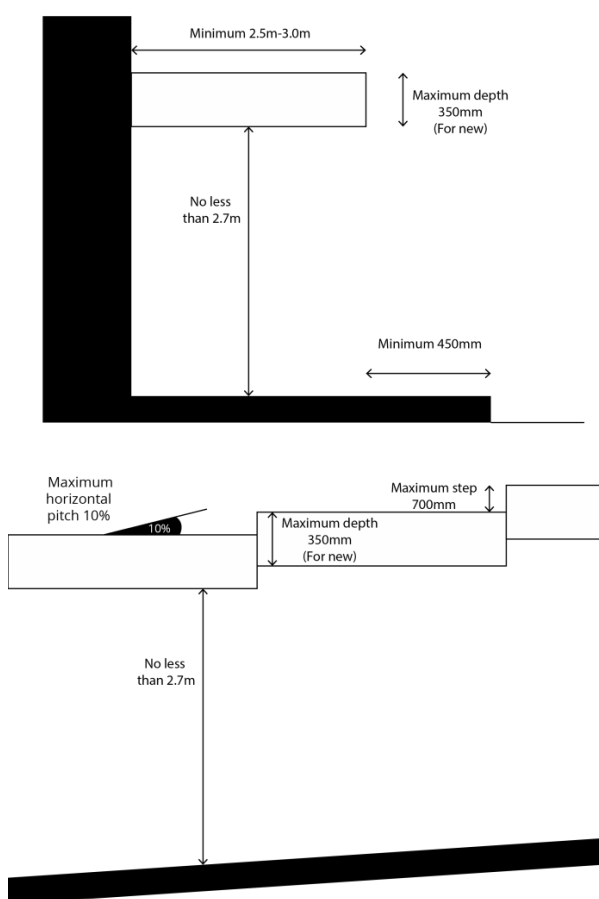 Minimum 2.5m-3.0m
Maximum depth
350mm
(For new)
No less
than 2.7m
Minimum 450mm
Maximum
horizontal
pitch 10%
10%
Maximum step
700mm
Maximum depth
350mm
(For new)
No less
than 2.7m